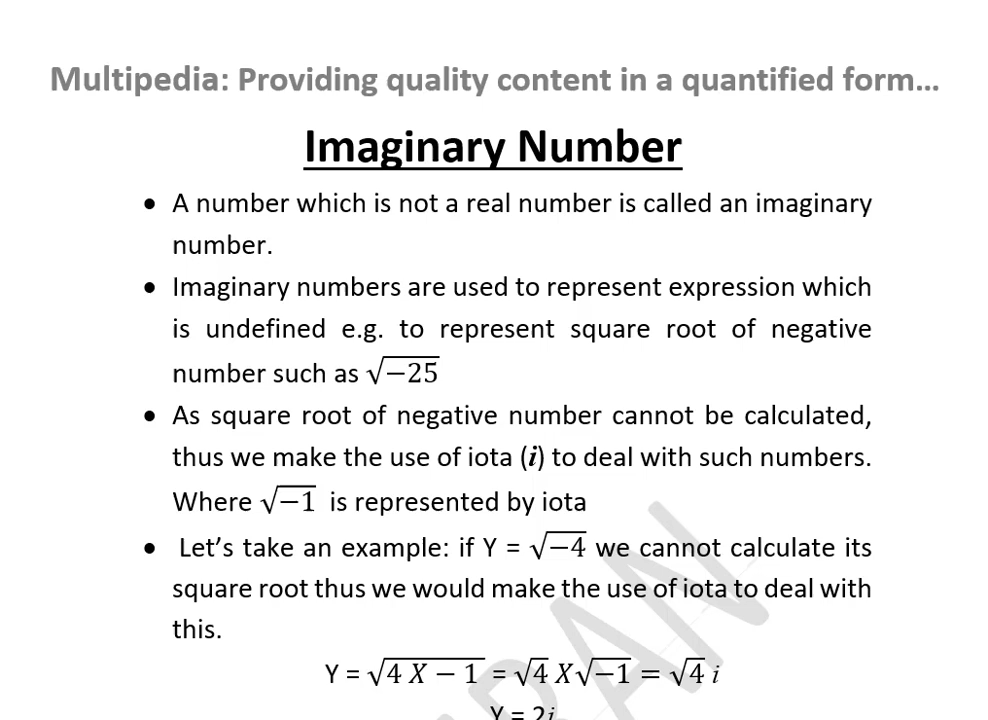 Multipedia: Providing quality content in a quantified form...
Imaginary Number
• A number which is not a real number is called an imaginary
number.
• Imaginary numbers are used to represent expression which
is undefined e.g. to represent square root of negative
number such as √−25
• As square root of negative number cannot be calculated,
thus we make the use of iota (i) to deal with such numbers.
Where √−1 is represented by iota
• Let’s take an example: if Y = √−4 we cannot calculate its
square root thus we would make the use of iota to deal with
this.
Y = √4 X − 1 = √4 X√−1 = √4 i
Y = 2i